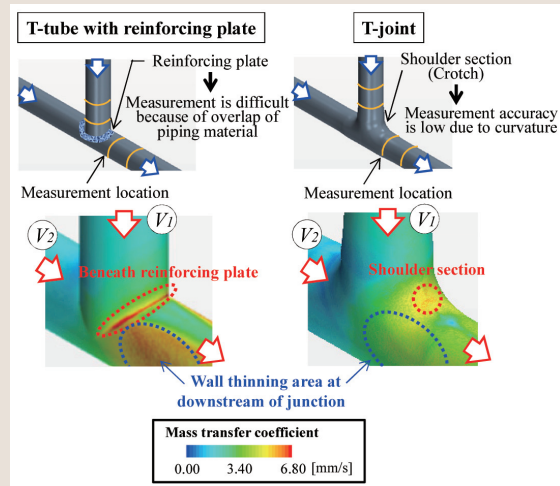 T-tube with reinforcing plate
Reinforcing plate
Measurement is difficult
because of overlap of
piping material
Measurement location
V2
V1
Beneath reinforcing plate
T-joint
Shoulder section
(Crotch)
Measurement accuracy
is low due to curvature
Measurement location
V2
V1
Shoulder section
Wall thinning area at
downstream of junction
Mass transfer coefficient
0.00 3.40 6.80 [mm/s]